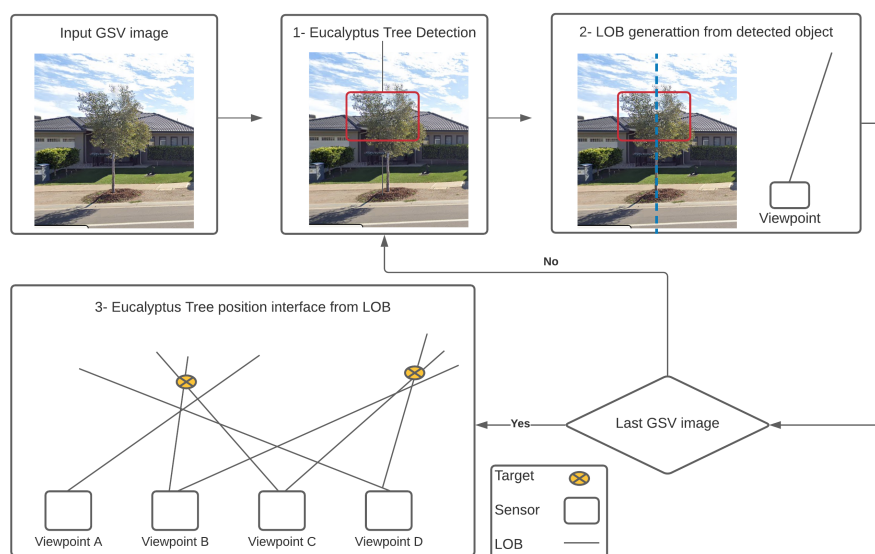 Input GSV image
1- Eucalyptus Tree Detection
2- LOB generattion from detected object
Viewpoint
No
3- Eucalyptus Tree position interface from LOB
Last GSV image
Yes
Viewpoint A
Viewpoint B
Viewpoint C
Viewpoint D
Target
Sensor
LOB